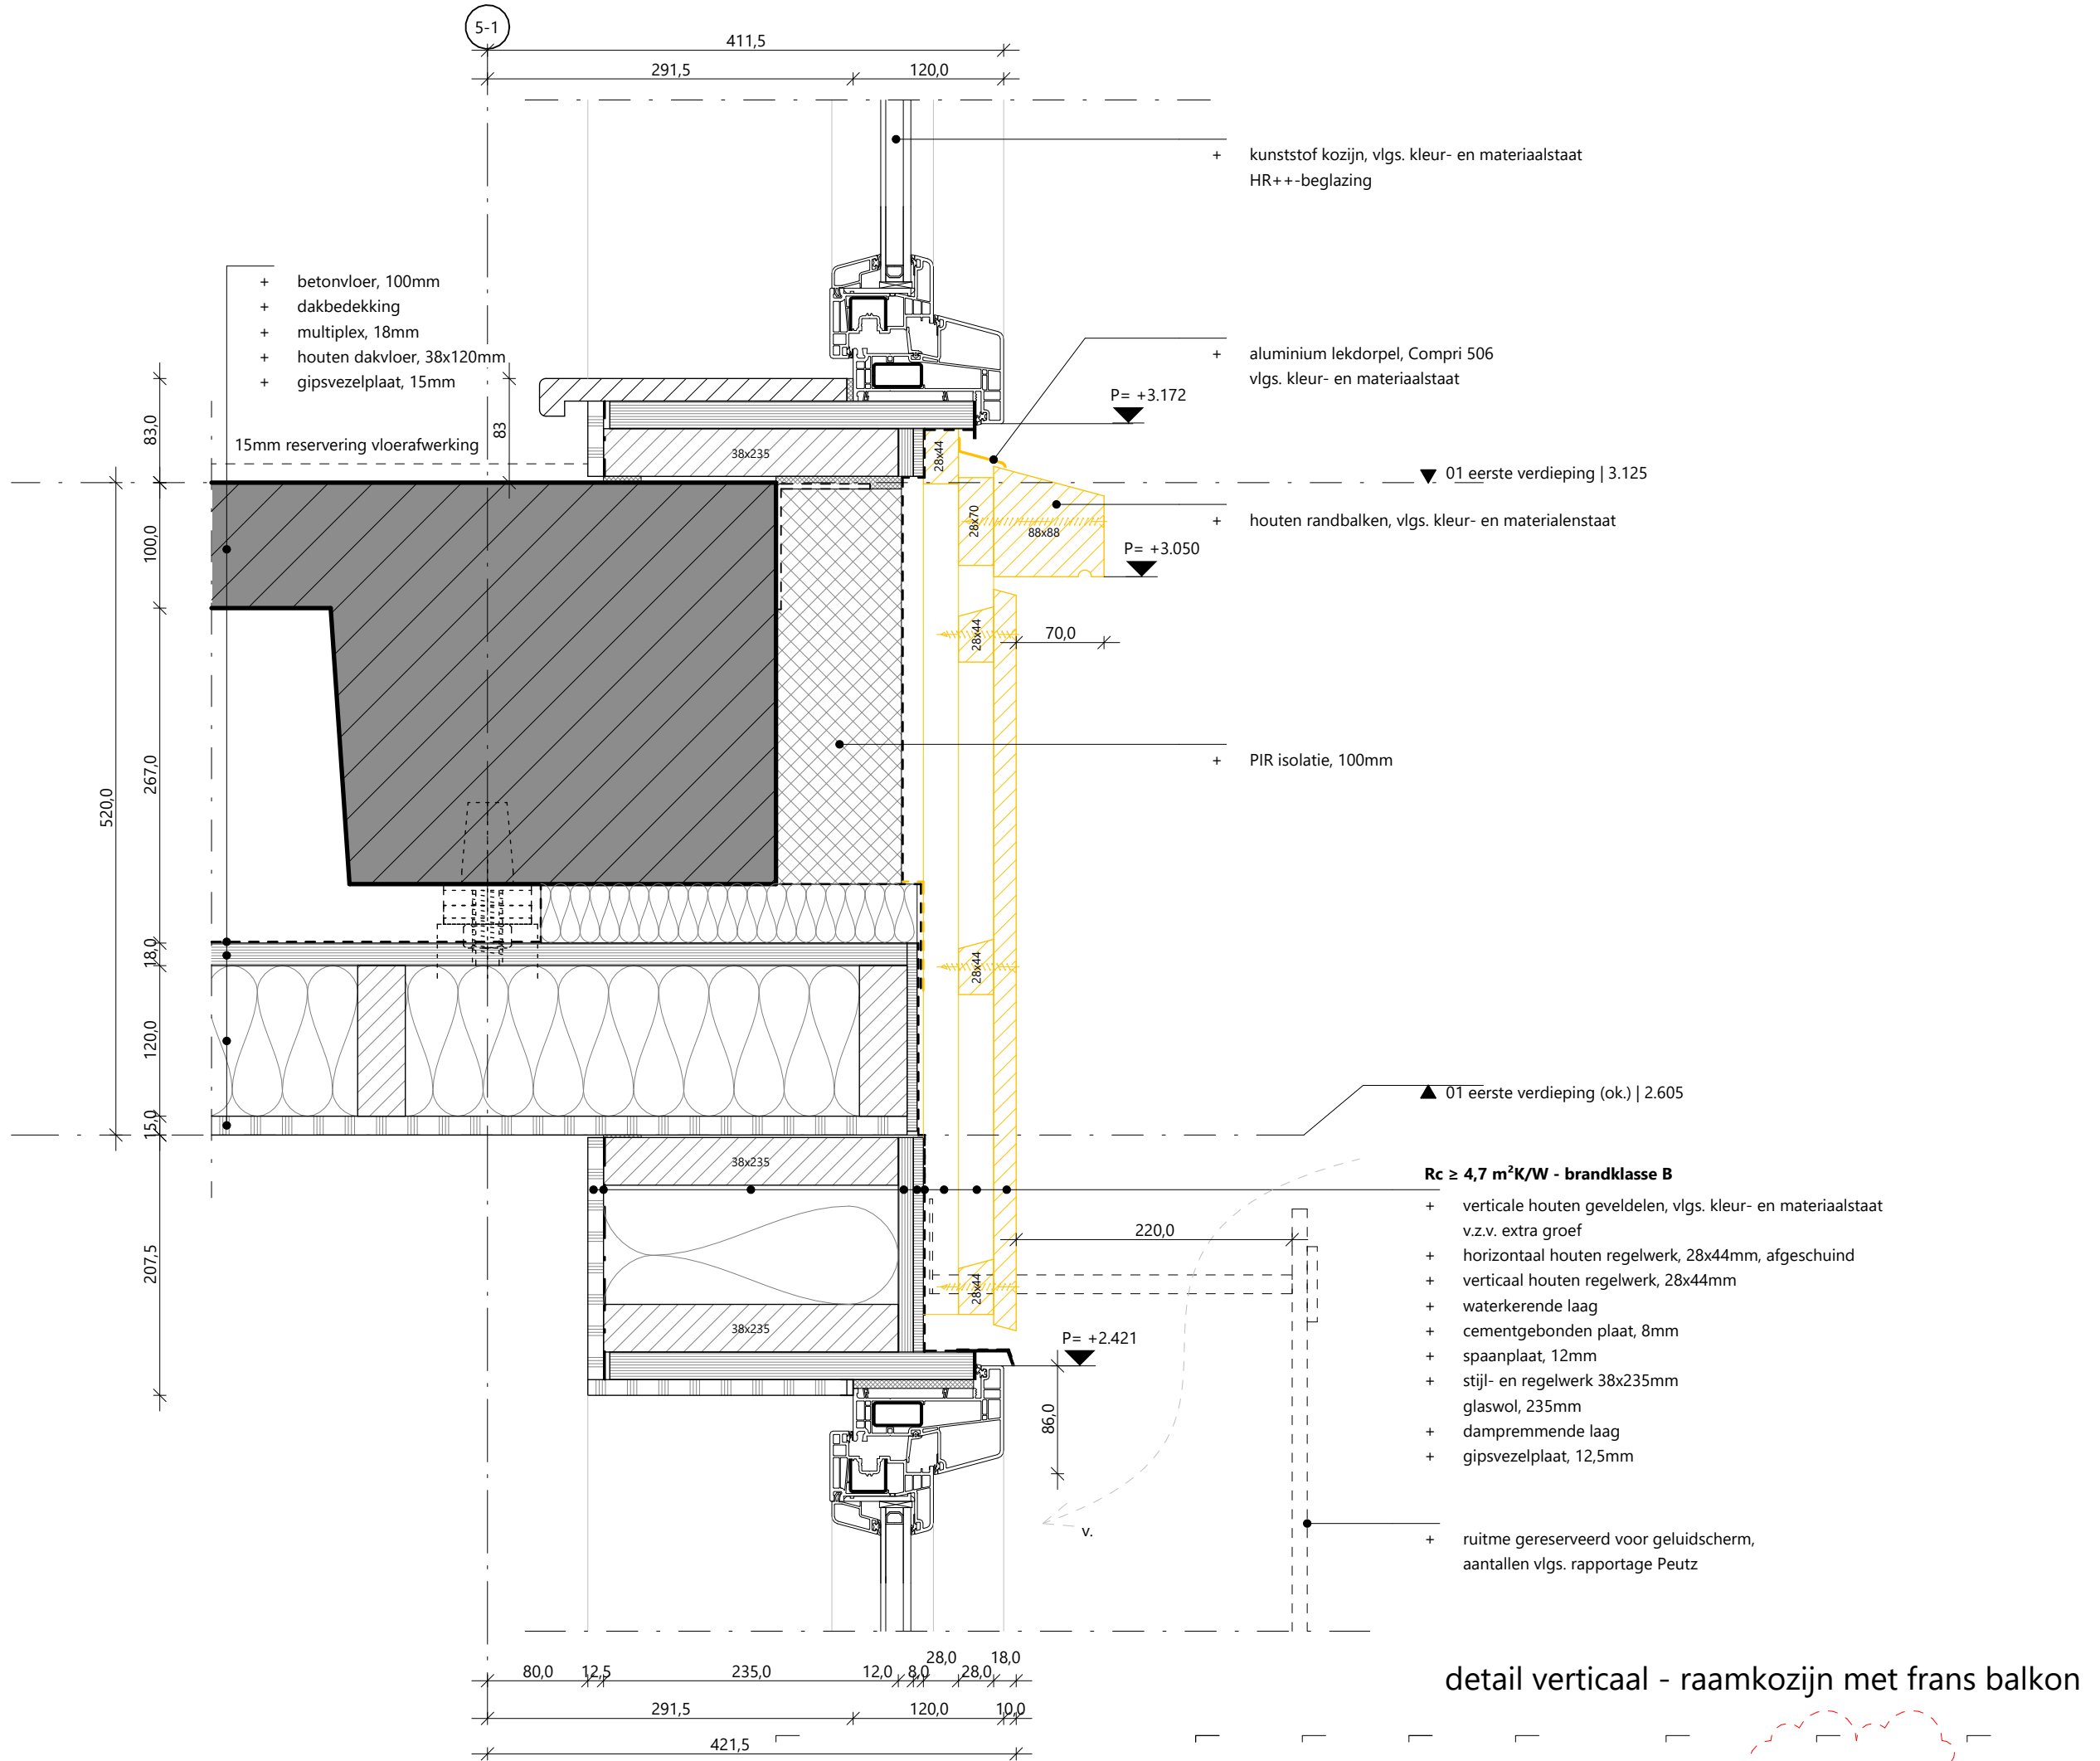 5-1
411,5
291,5
120,0
+ kunststof kozijn, vlgs. kleur- en materiaalstaat
HR++-beglazing
+ betonvloer, 100mm
+ dakbedekking
+ multiplex, 18mm
+ houten dakvloer, 38x120mm
+ gipsvezelplaat, 15mm
+ aluminium lekdorpel, Compri 506
vlgs. kleur- en materiaalstaat
P= +3.172
83,0
83
15mm reservering vloerafwerking
38x235
28x44
01 eerste verdieping | 3.125
28x70
88x88
+ houten randbalken, vlgs. kleur- en materialenstaat
100,0
P= +3.050
28x44
70,0
267,0
+ PIR isolatie, 100mm
520,0
18,0
28x44
120,0
15,0
01 eerste verdieping (ok.) | 2.605
38x235
Rc ≥ 4,7 m²K/W - brandklasse B
+ verticale houten geveldelen, vlgs. kleur- en materiaalstaat
v.z.v. extra groef
+ horizontaal houten regelwerk, 28x44mm, afgeschuind
+ verticaal houten regelwerk, 28x44mm
+ waterkerende laag
+ cementgebonden plaat, 8mm
+ spaanplaat, 12mm
+ stijl- en regelwerk 38x235mm
glaswol, 235mm
+ dampremmende laag
+ gipsvezelplaat, 12,5mm
220,0
207,5
28x44
38x235
P= +2.421
86,0
v.
+ ruitme gereserveerd voor geluidscherm,
aantallen vlgs. rapportage Peutz
28,0
18,0
80,0
12,5
235,0
12,0
8,0
28,0
291,5
120,0
10,0
421,5
detail verticaal - raamkozijn met frans balkon